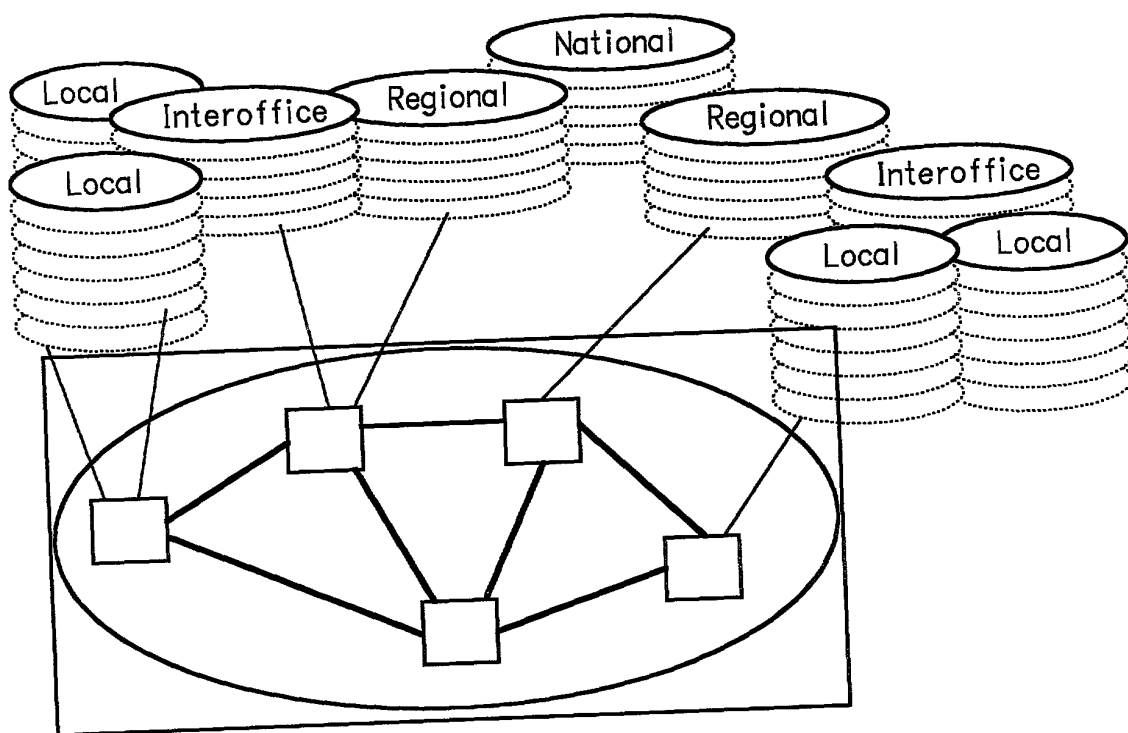 National
Local
Interoffice
Regional
Regional
Local
Interoffice
Local
Local